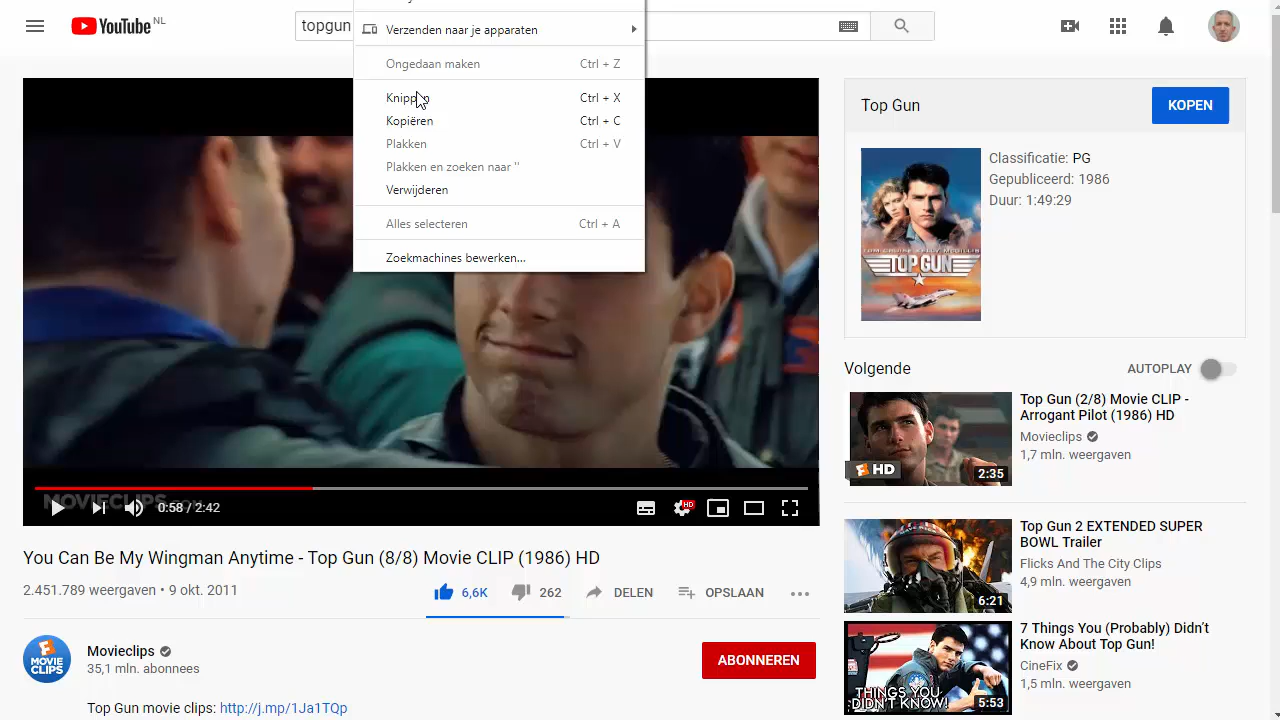 YouTube NL
topgun
Verzenden naar je apparaten
Ongedaan maken Ctrl + Z
Knippen Ctrl + X
Kopiëren Ctrl + C
Plakken Ctrl + V
Plakken en zoeken naar ''
Verwijderen
Alles selecteren Ctrl + A
Zoekmachines bewerken...
MOVIECLIPS.COM
0:58 / 2:42
HD
You Can Be My Wingman Anytime - Top Gun (8/8) Movie CLIP (1986) HD
2.451.789 weergaven • 9 okt. 2011
6,6K 262 DELEN OPSLAAN
MOVIE
CLIPS
Movieclips
35,1 mln. abonnees
ABONNEREN
Top Gun movie clips: http://j.mp/1Ja1TQp
Top Gun KOPEN
TOM CRUISE KELLY McGILLIS
TOP GUN
Classificatie: PG
Gepubliceerd: 1986
Duur: 1:49:29
Volgende AUTOPLAY
HD
2:35
Top Gun (2/8) Movie CLIP -
Arrogant Pilot (1986) HD
Movieclips
1,7 mln. weergaven
6:21
Top Gun 2 EXTENDED SUPER
BOWL Trailer
Flicks And The City Clips
4,9 mln. weergaven
THINGS YOU
DIDN'T KNOW!
5:53
7 Things You (Probably) Didn't
Know About Top Gun!
CineFix
1,5 mln. weergaven